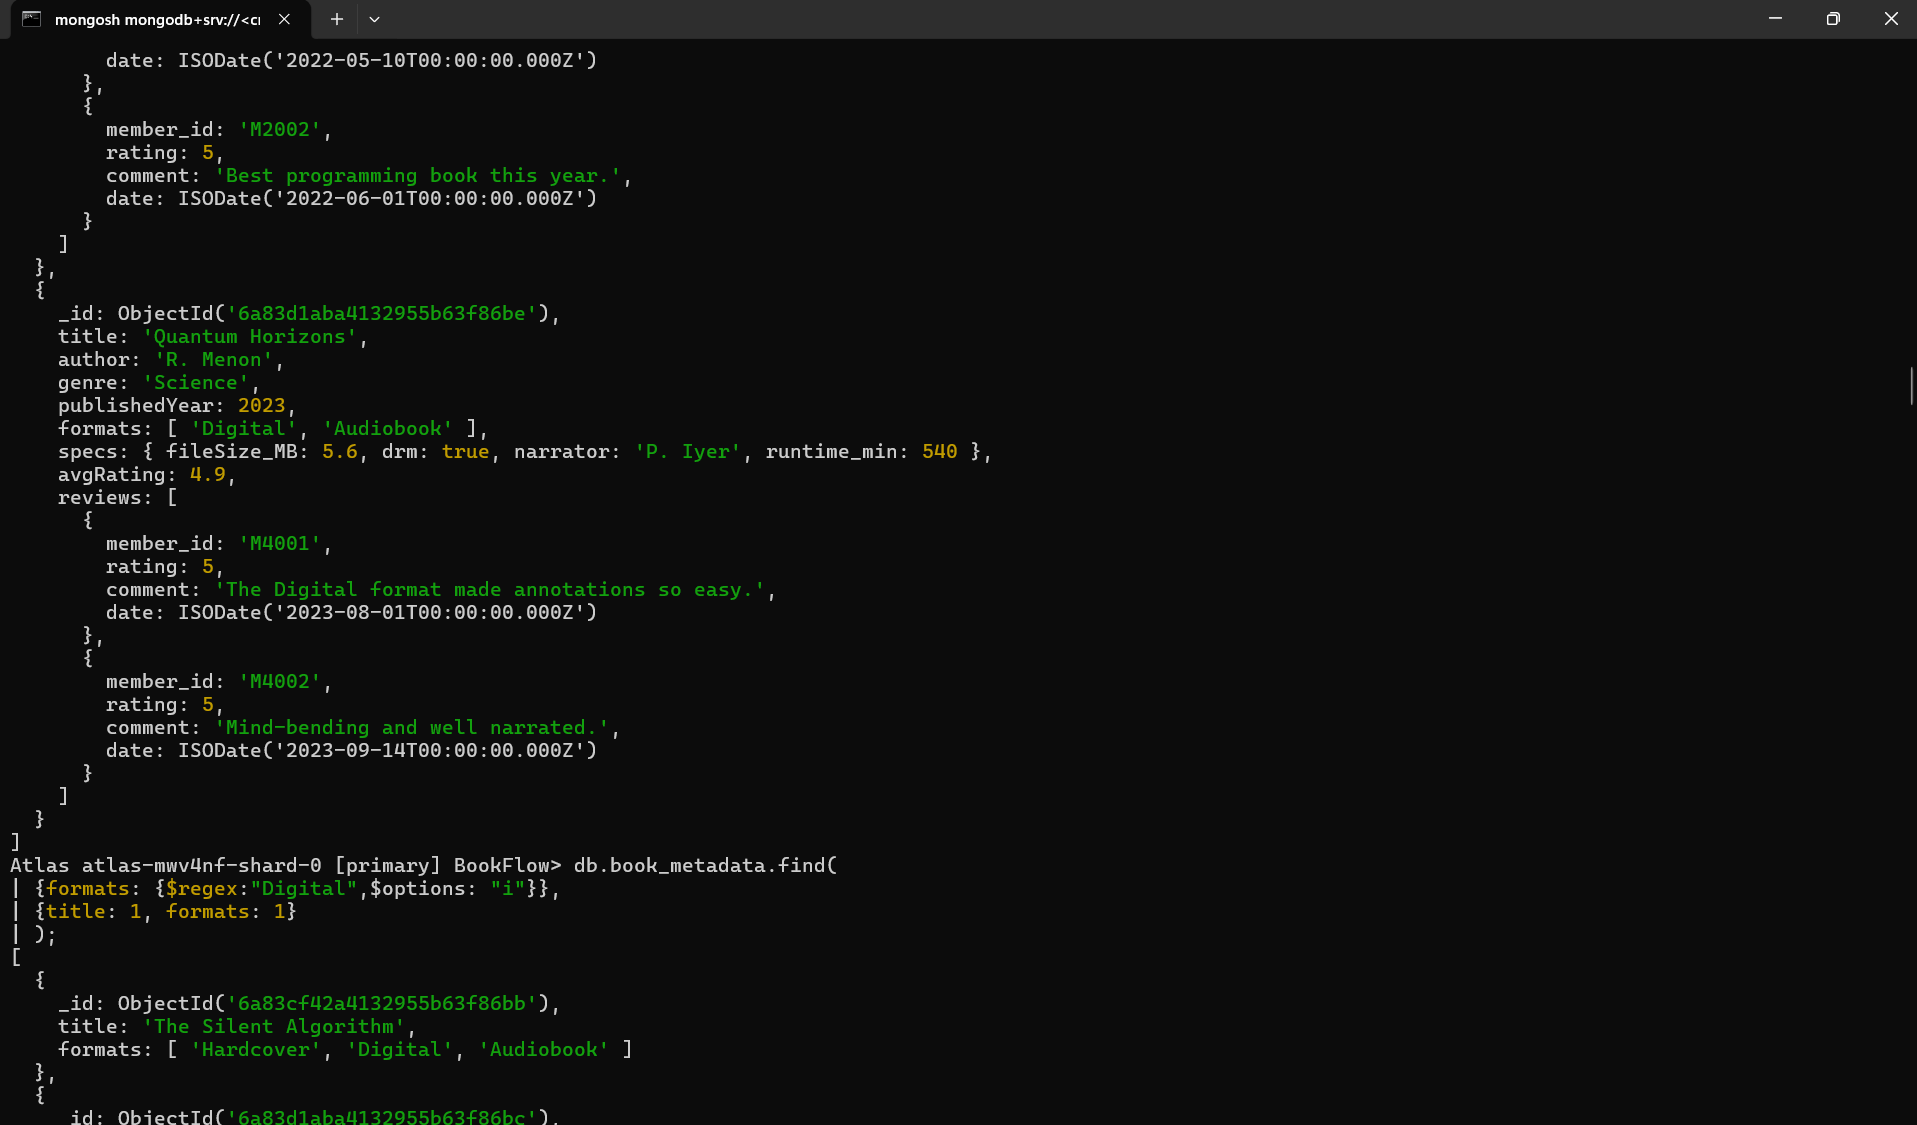 mongosh mongodb+srv://<cr
date: ISODate('2022-05-10T00:00:00.000Z')
},
{
member_id: 'M2002',
rating: 5,
comment: 'Best programming book this year.',
date: ISODate('2022-06-01T00:00:00.000Z')
}
]
},
{
_id: ObjectId('6a83d1aba4132955b63f86be'),
title: 'Quantum Horizons',
author: 'R. Menon',
genre: 'Science',
publishedYear: 2023,
formats: [ 'Digital', 'Audiobook' ],
specs: { fileSize_MB: 5.6, drm: true, narrator: 'P. Iyer', runtime_min: 540 },
avgRating: 4.9,
reviews: [
{
member_id: 'M4001',
rating: 5,
comment: 'The Digital format made annotations so easy.',
date: ISODate('2023-08-01T00:00:00.000Z')
},
{
member_id: 'M4002',
rating: 5,
comment: 'Mind-bending and well narrated.',
date: ISODate('2023-09-14T00:00:00.000Z')
}
]
}
]
Atlas atlas-mwv4nf-shard-0 [primary] BookFlow> db.book_metadata.find(
| {formats: {$regex:"Digital",$options: "i"}},
| {title: 1, formats: 1}
| );
[
{
_id: ObjectId('6a83cf42a4132955b63f86bb'),
title: 'The Silent Algorithm',
formats: [ 'Hardcover', 'Digital', 'Audiobook' ]
},
{
_id: ObjectId('6a83d1aba4132955b63f86bc'),